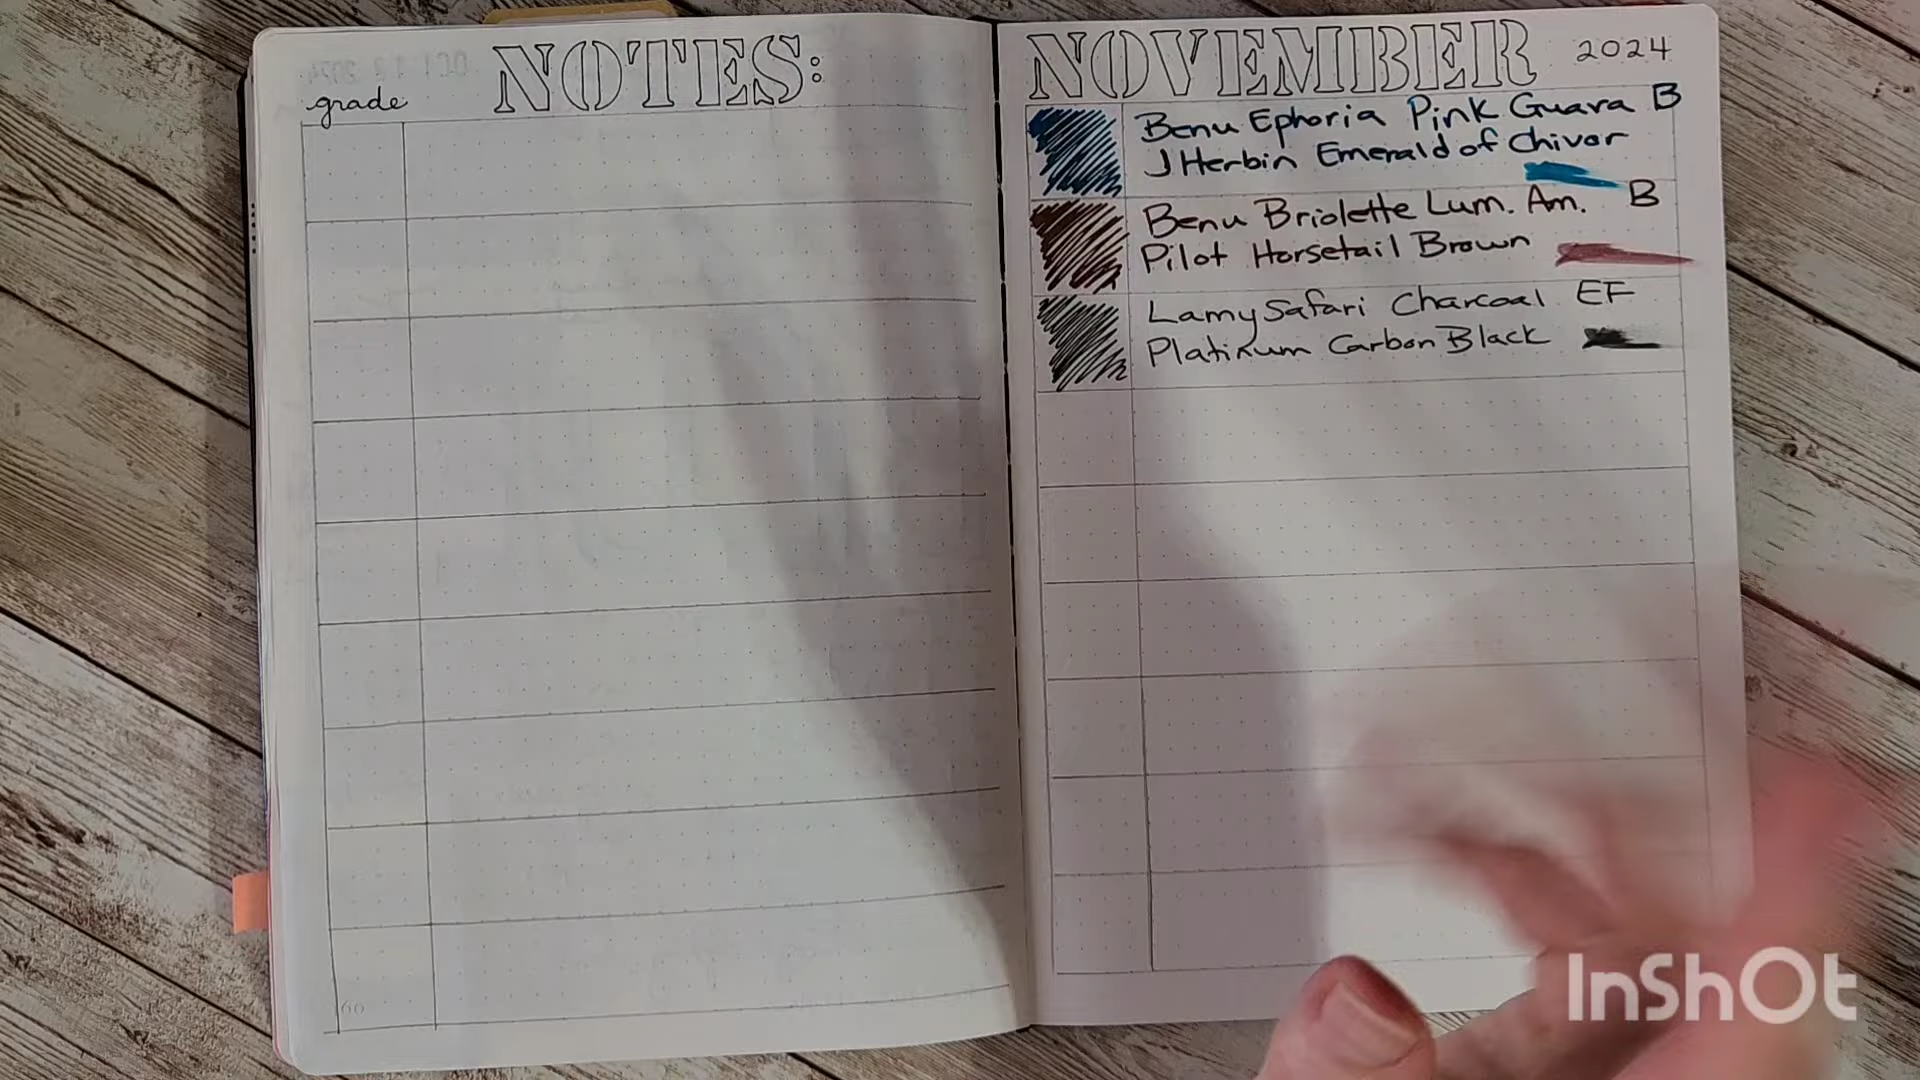 NOTES:
grade
60
NOVEMBER 2024
Benu Ephoria Pink Guava B
J Herbin Emerald of Chivor
Benu Briolette Lum. Am. B
Pilot Horsetail Brown
Lamy Safari Charcoal EF
Platinum Carbon Black
InShOt